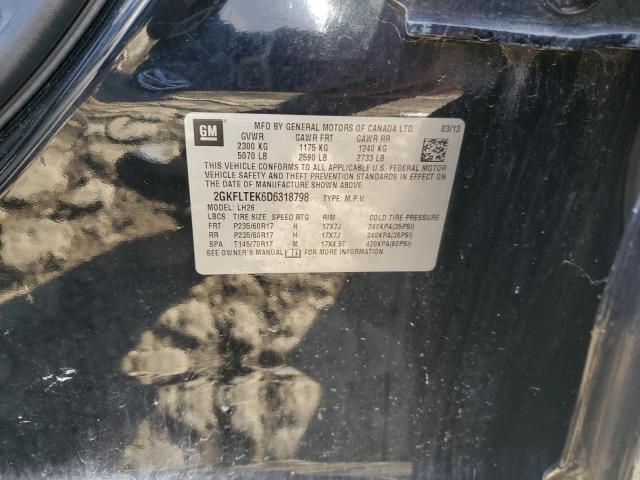 GM MFG BY GENERAL MOTORS OF CANADA LTD. 03/13
GVWR GAWR FRT GAWR RR
2300 KG 1175 KG 1240 KG
5070 LB 2590 LB 2733 LB
THIS VEHICLE CONFORMS TO ALL APPLICABLE U.S. FEDERAL MOTOR
VEHICLE SAFETY AND THEFT PREVENTION STANDARDS IN EFFECT ON
THE DATE OF MANUFACTURE SHOWN ABOVE.
2GKFLTEK6D6318798 TYPE: M.P.V.
MODEL: LH26
LBCS TIRE SIZE SPEED RTG RIM COLD TIRE PRESSURE
FRT P235/60R17 H 17X7J 240KPA(35PSI)
RR P235/60R17 H 17X7J 240KPA(35PSI)
SPA T145/70R17 M 17X4.5T 420KPA(60PSI)
SEE OWNER'S MANUAL